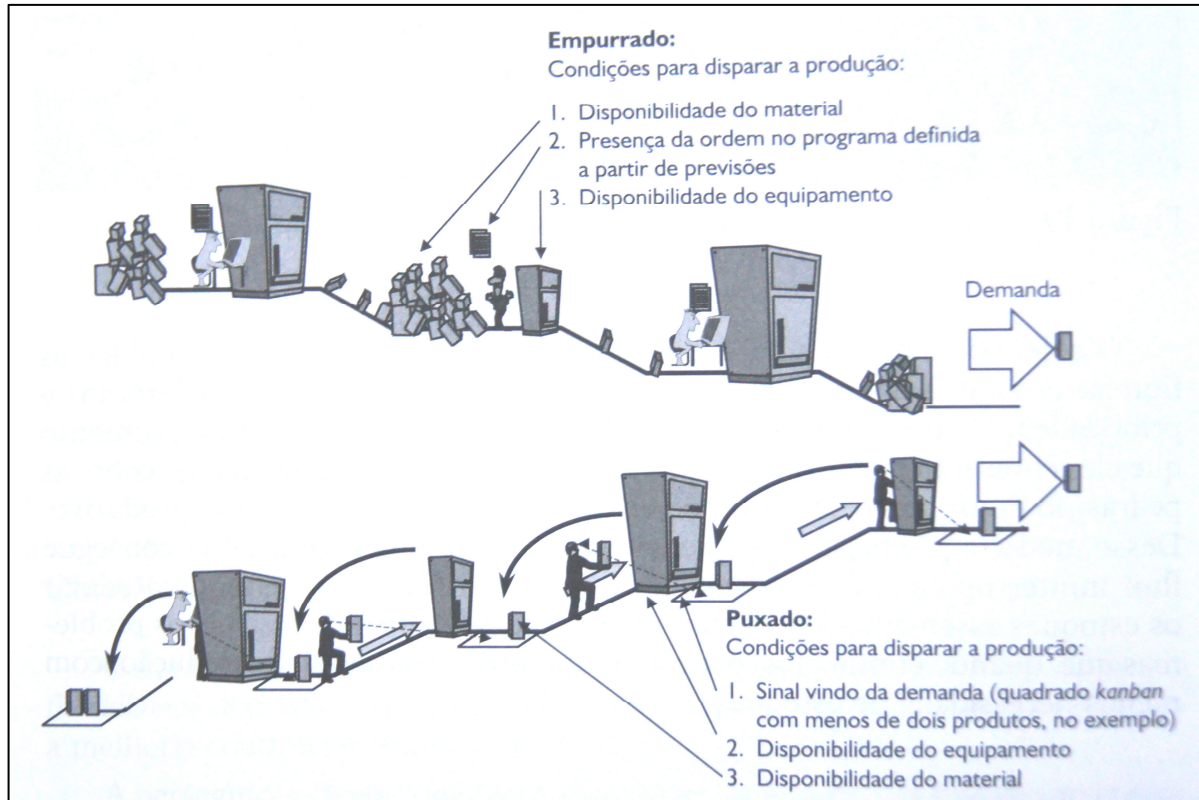 Empurrado:
Condições para disparar a produção:
1. Disponibilidade do material
2. Presença da ordem no programa definida
a partir de previsões
3. Disponibilidade do equipamento
Demanda
Demanda
Puxado:
Condições para disparar a produção:
1. Sinal vindo da demanda (quadrado kanban
com menos de dois produtos, no exemplo)
2. Disponibilidade do equipamento
3. Disponibilidade do material